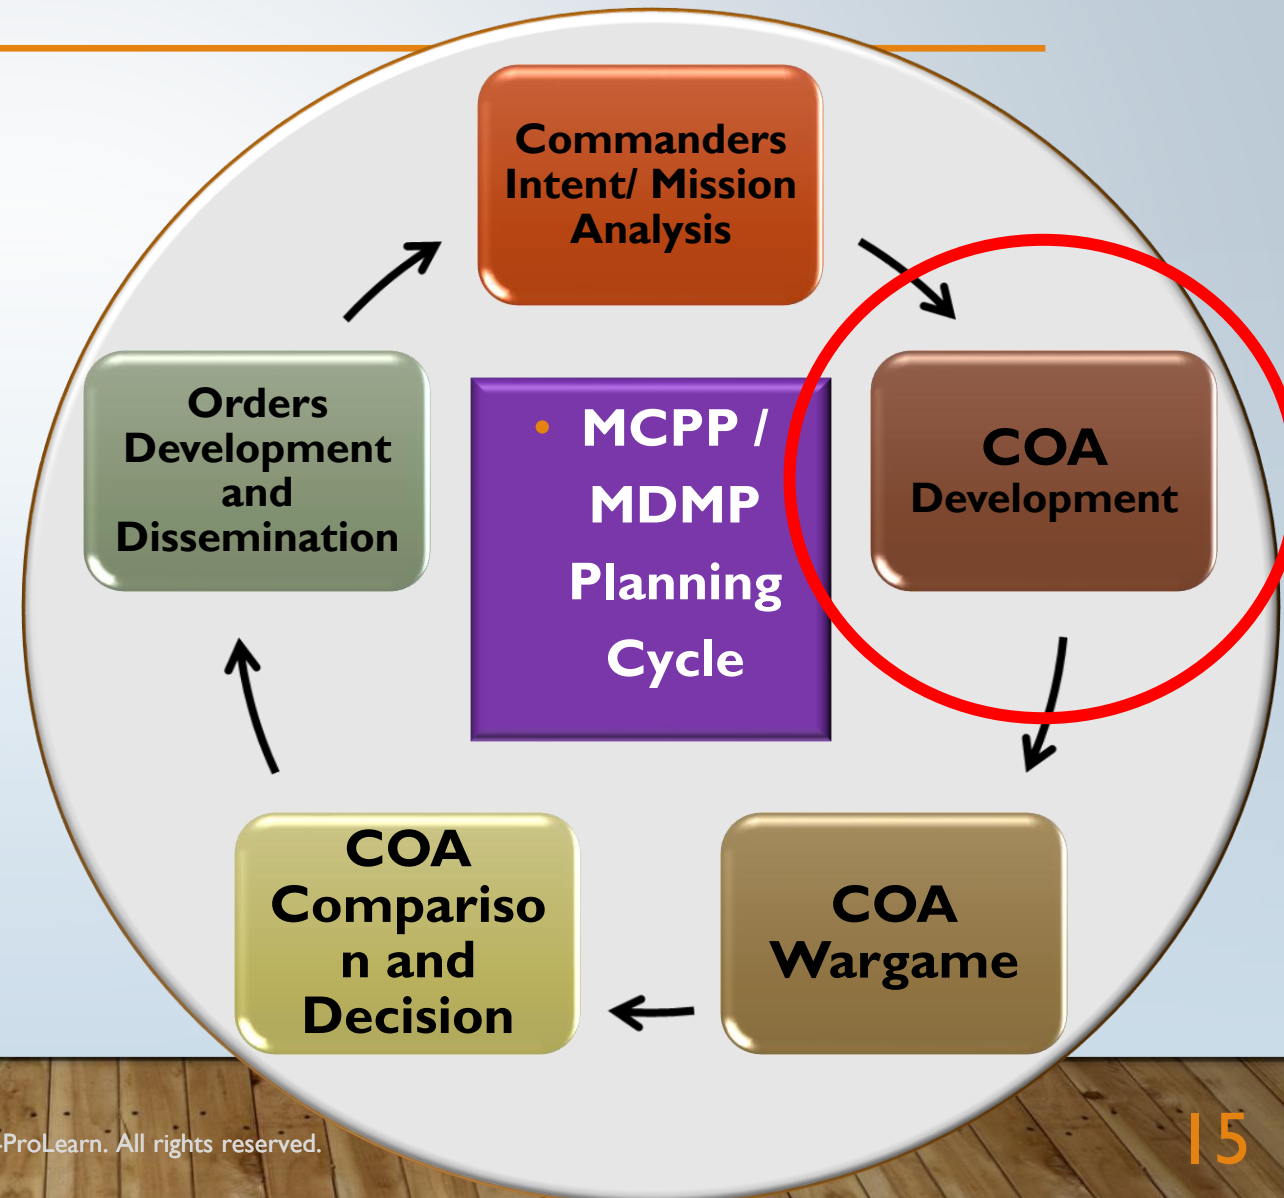 Commanders
Intent/ Mission
Analysis
COA
Development
COA
Wargame
COA
Compariso
n and
Decision
Orders
Development
and
Dissemination
• MCPP /
MDMP
Planning
Cycle
ProLearn. All rights reserved.
15